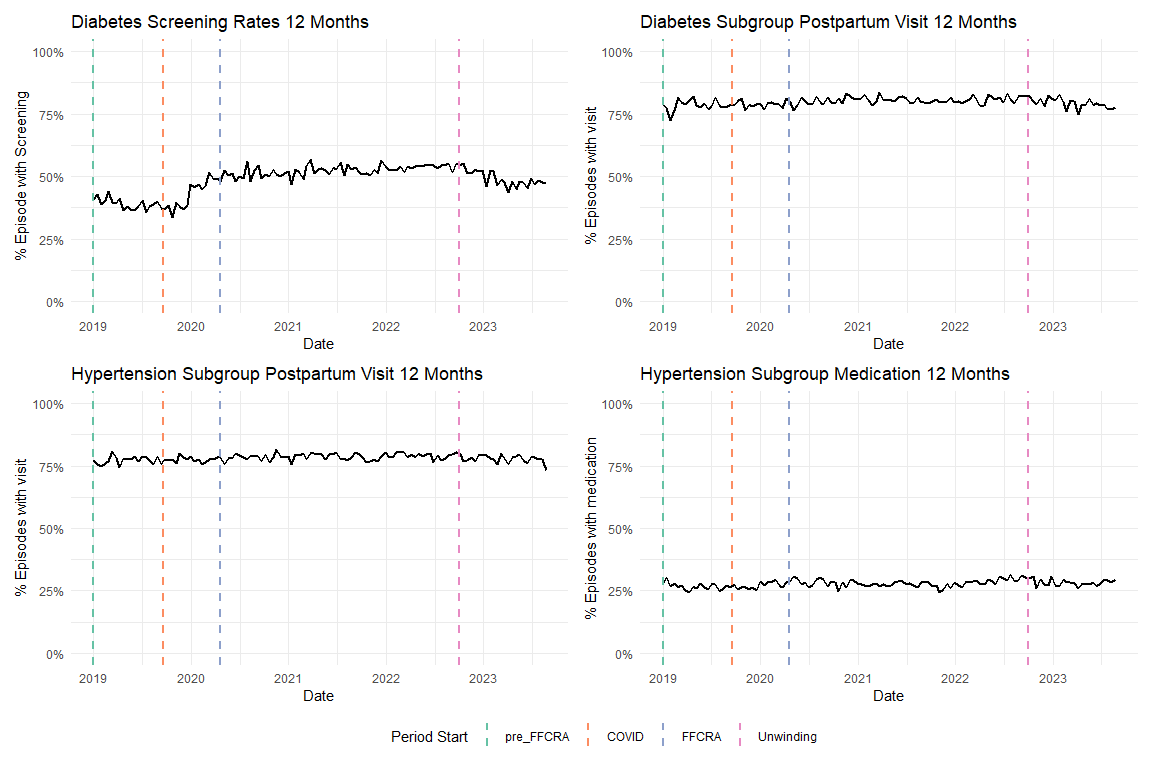 Diabetes Screening Rates 12 Months
% Episode with Screening
100%
75%
50%
25%
0%
2019 2020 2021 2022 2023
Date
Diabetes Subgroup Postpartum Visit 12 Months
% Episodes with visit
100%
75%
50%
25%
0%
2019 2020 2021 2022 2023
Date
Hypertension Subgroup Postpartum Visit 12 Months
% Episodes with visit
100%
75%
50%
25%
0%
2019 2020 2021 2022 2023
Date
Hypertension Subgroup Medication 12 Months
% Episodes with medication
100%
75%
50%
25%
0%
2019 2020 2021 2022 2023
Date
Period Start pre_FFCRA COVID FFCRA Unwinding